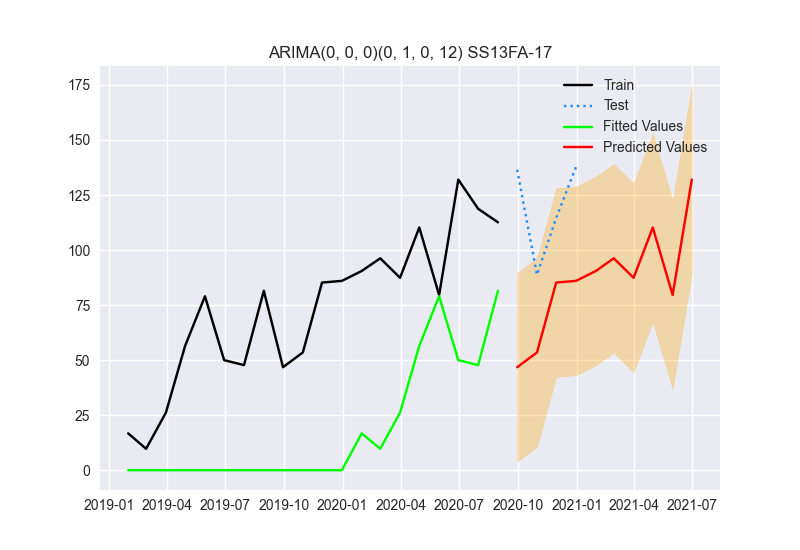 ARIMA(0, 0, 0)(0, 1, 0, 12) SS13FA-17
175
150
125
100
75
50
25
0
Train
Test
Fitted Values
Predicted Values
2019-01 2019-04 2019-07 2019-10 2020-01 2020-04 2020-07 2020-10 2021-01 2021-04 2021-07